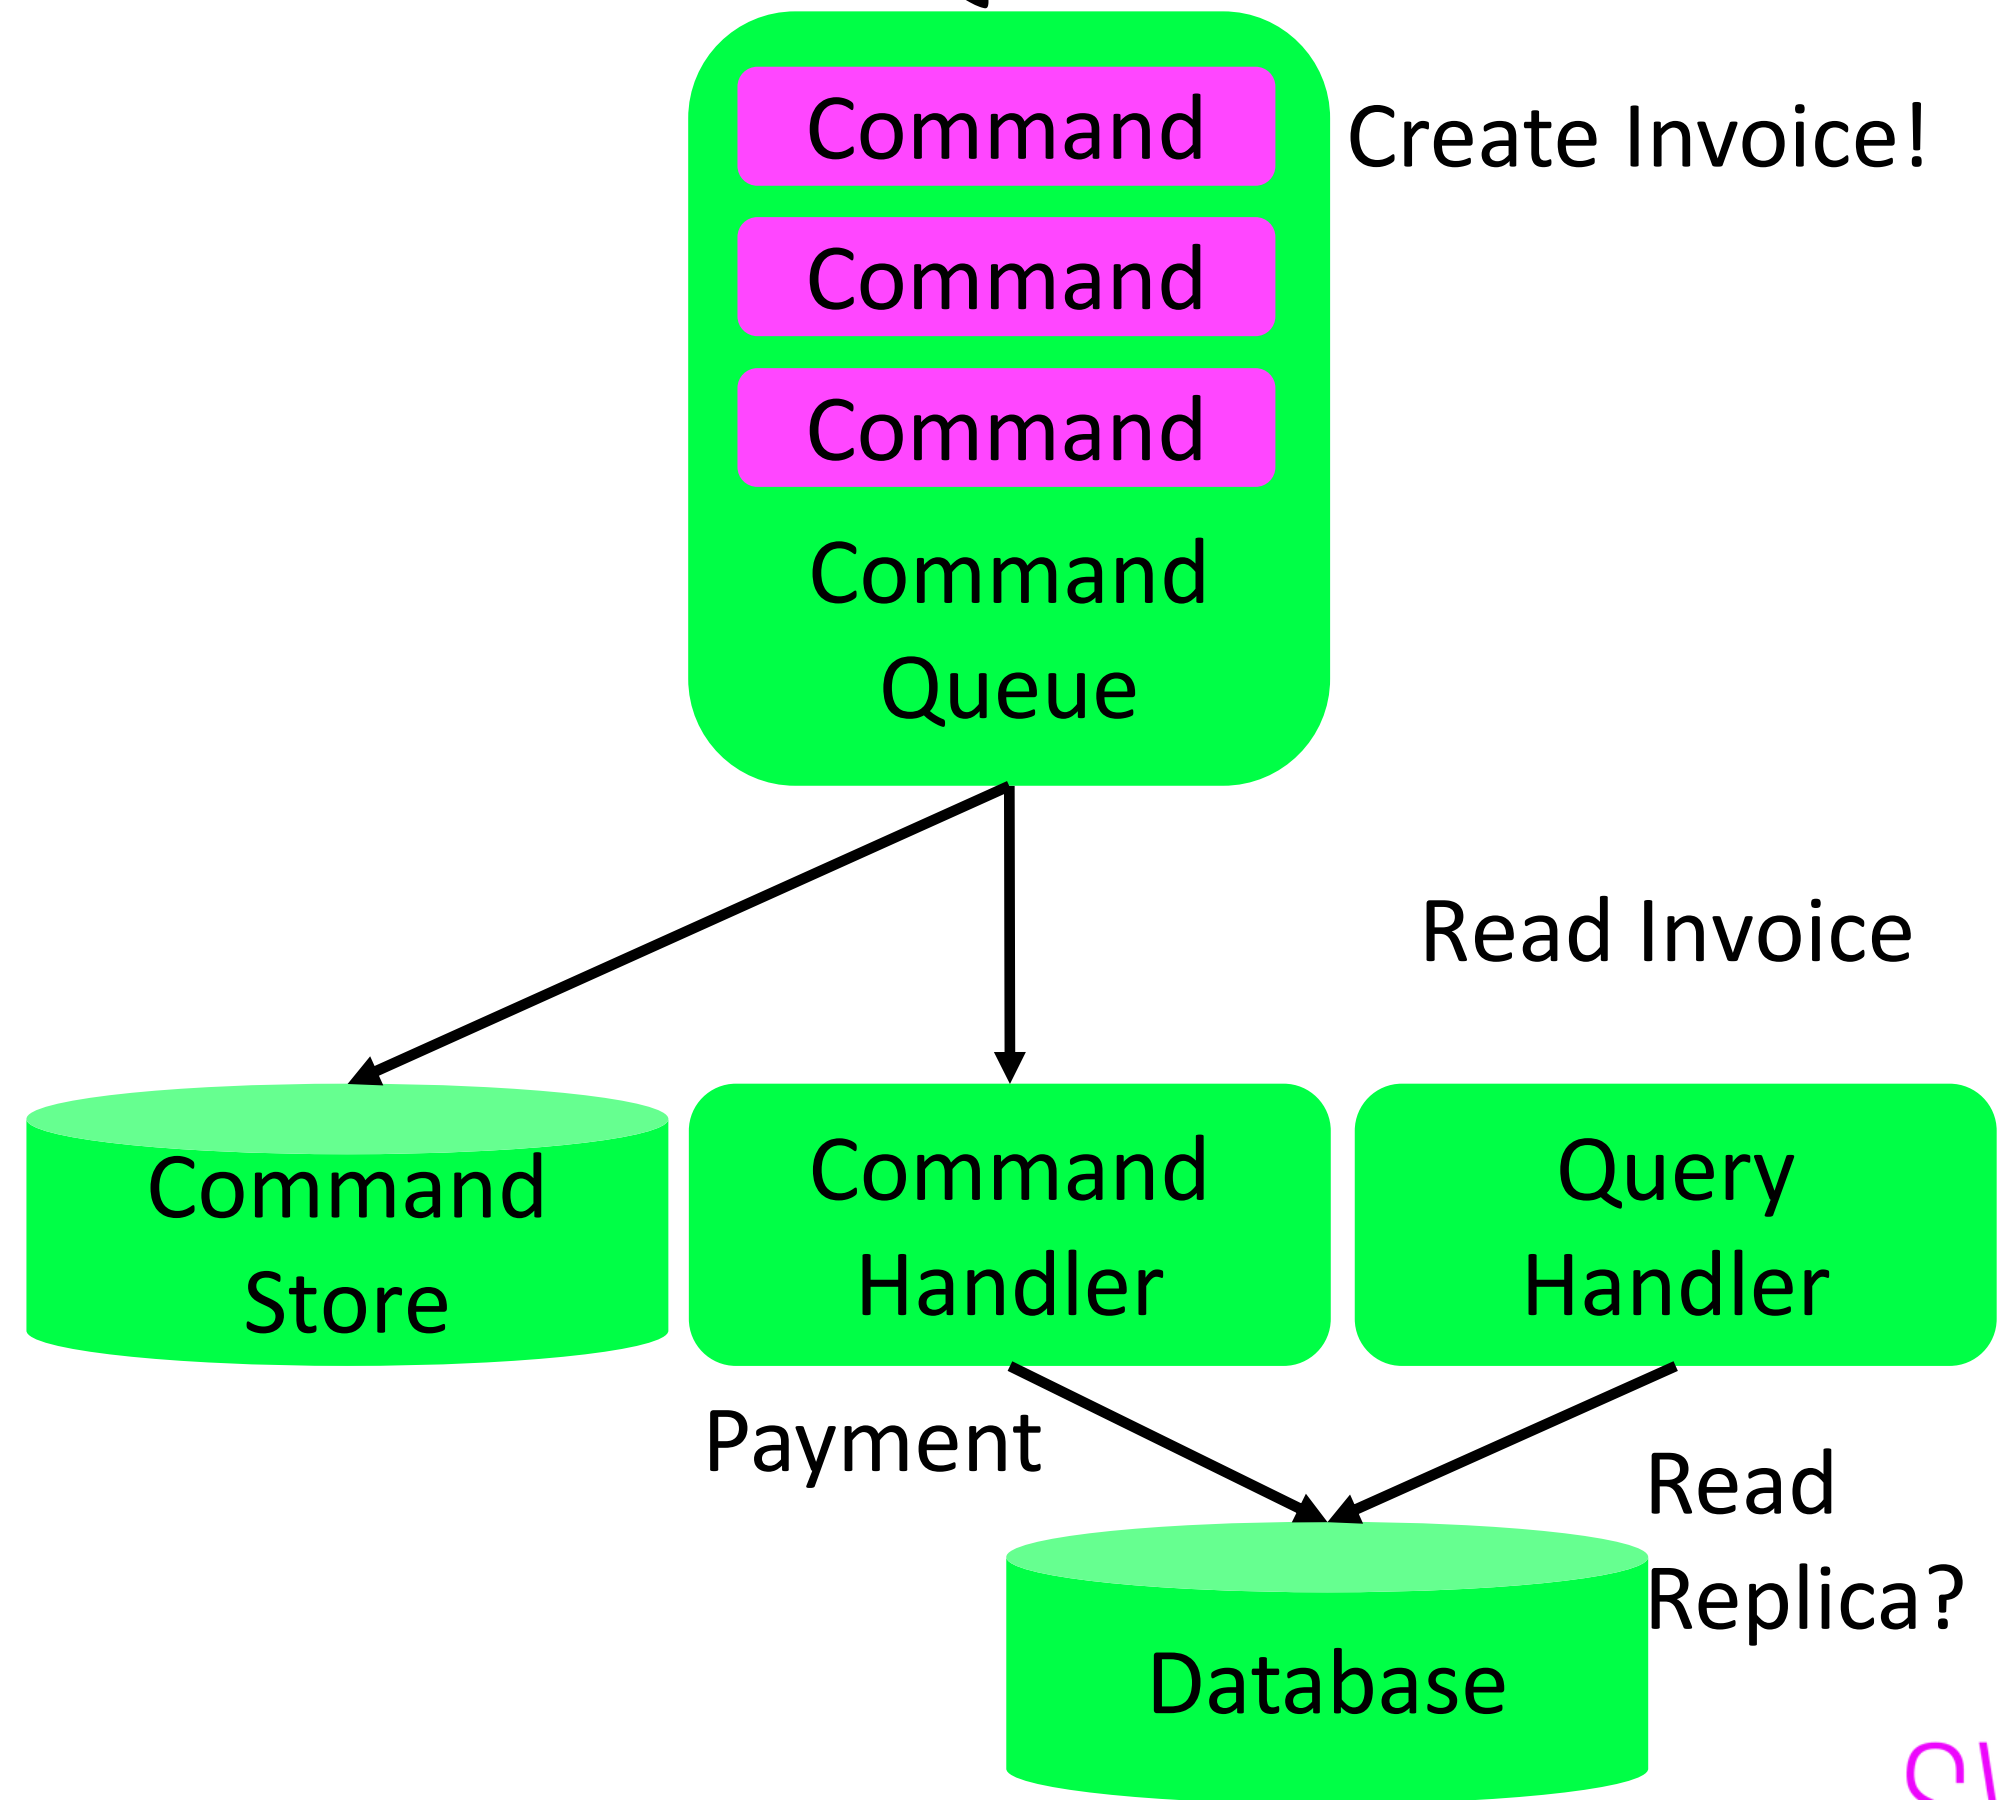 Command
Create Invoice!
Command
Command
Command
Queue
Read Invoice
Command
Store
Command
Handler
Query
Handler
Payment
Read
Replica?
Database